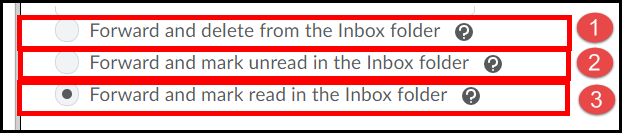 Forward and delete from the Inbox folder ? 1
Forward and mark unread in the Inbox folder ? 2
Forward and mark read in the Inbox folder ? 3